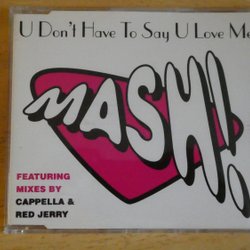 U Don't Have To Say U Love Me
MASH!
FEATURING
MIXES BY
CAPPELLA &
RED JERRY